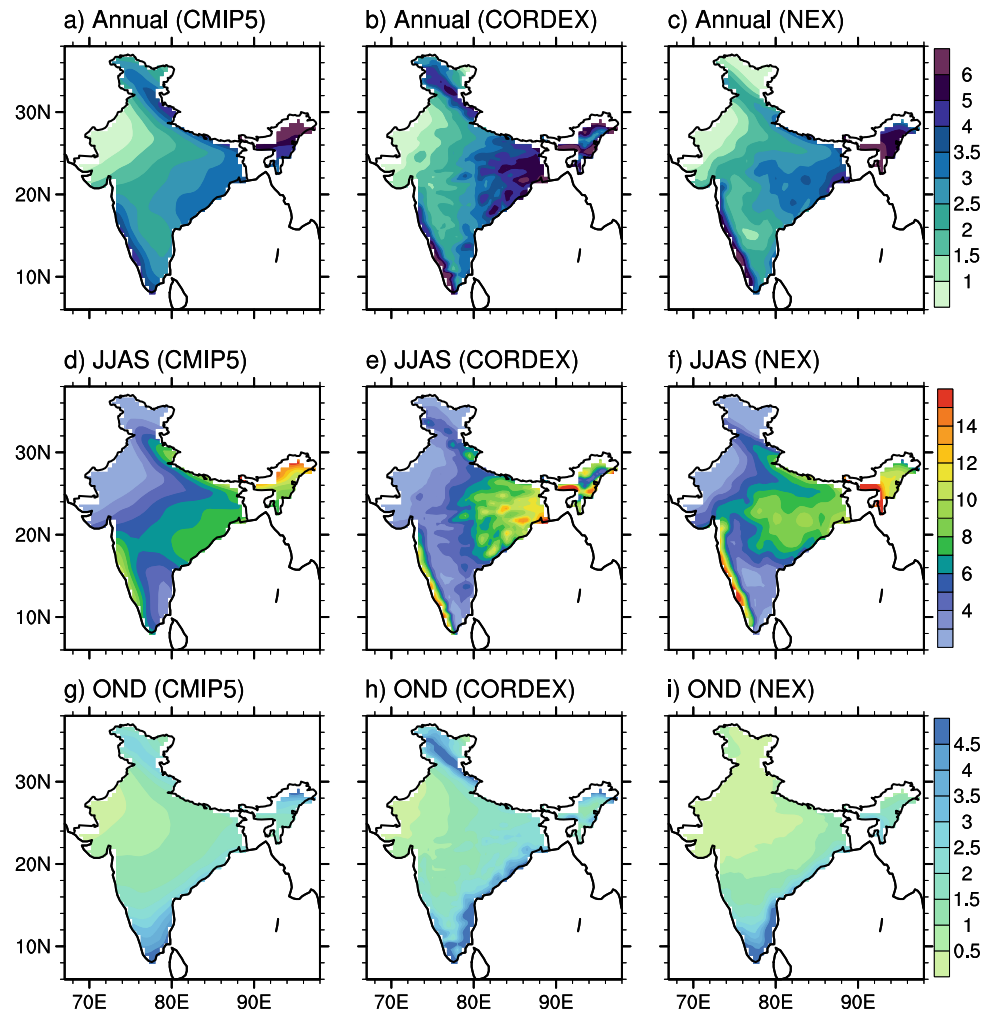 a) Annual (CMIP5) b) Annual (CORDEX) c) Annual (NEX)
30N
20N
10N
6
5
4
3.5
3
2.5
2
1.5
1
d) JJAS (CMIP5) e) JJAS (CORDEX) f) JJAS (NEX)
30N
20N
10N
14
12
10
8
6
4
g) OND (CMIP5) h) OND (CORDEX) i) OND (NEX)
30N
20N
10N
4.5
4
3.5
3
2.5
2
1.5
1
0.5
70E 80E 90E 70E 80E 90E 70E 80E 90E